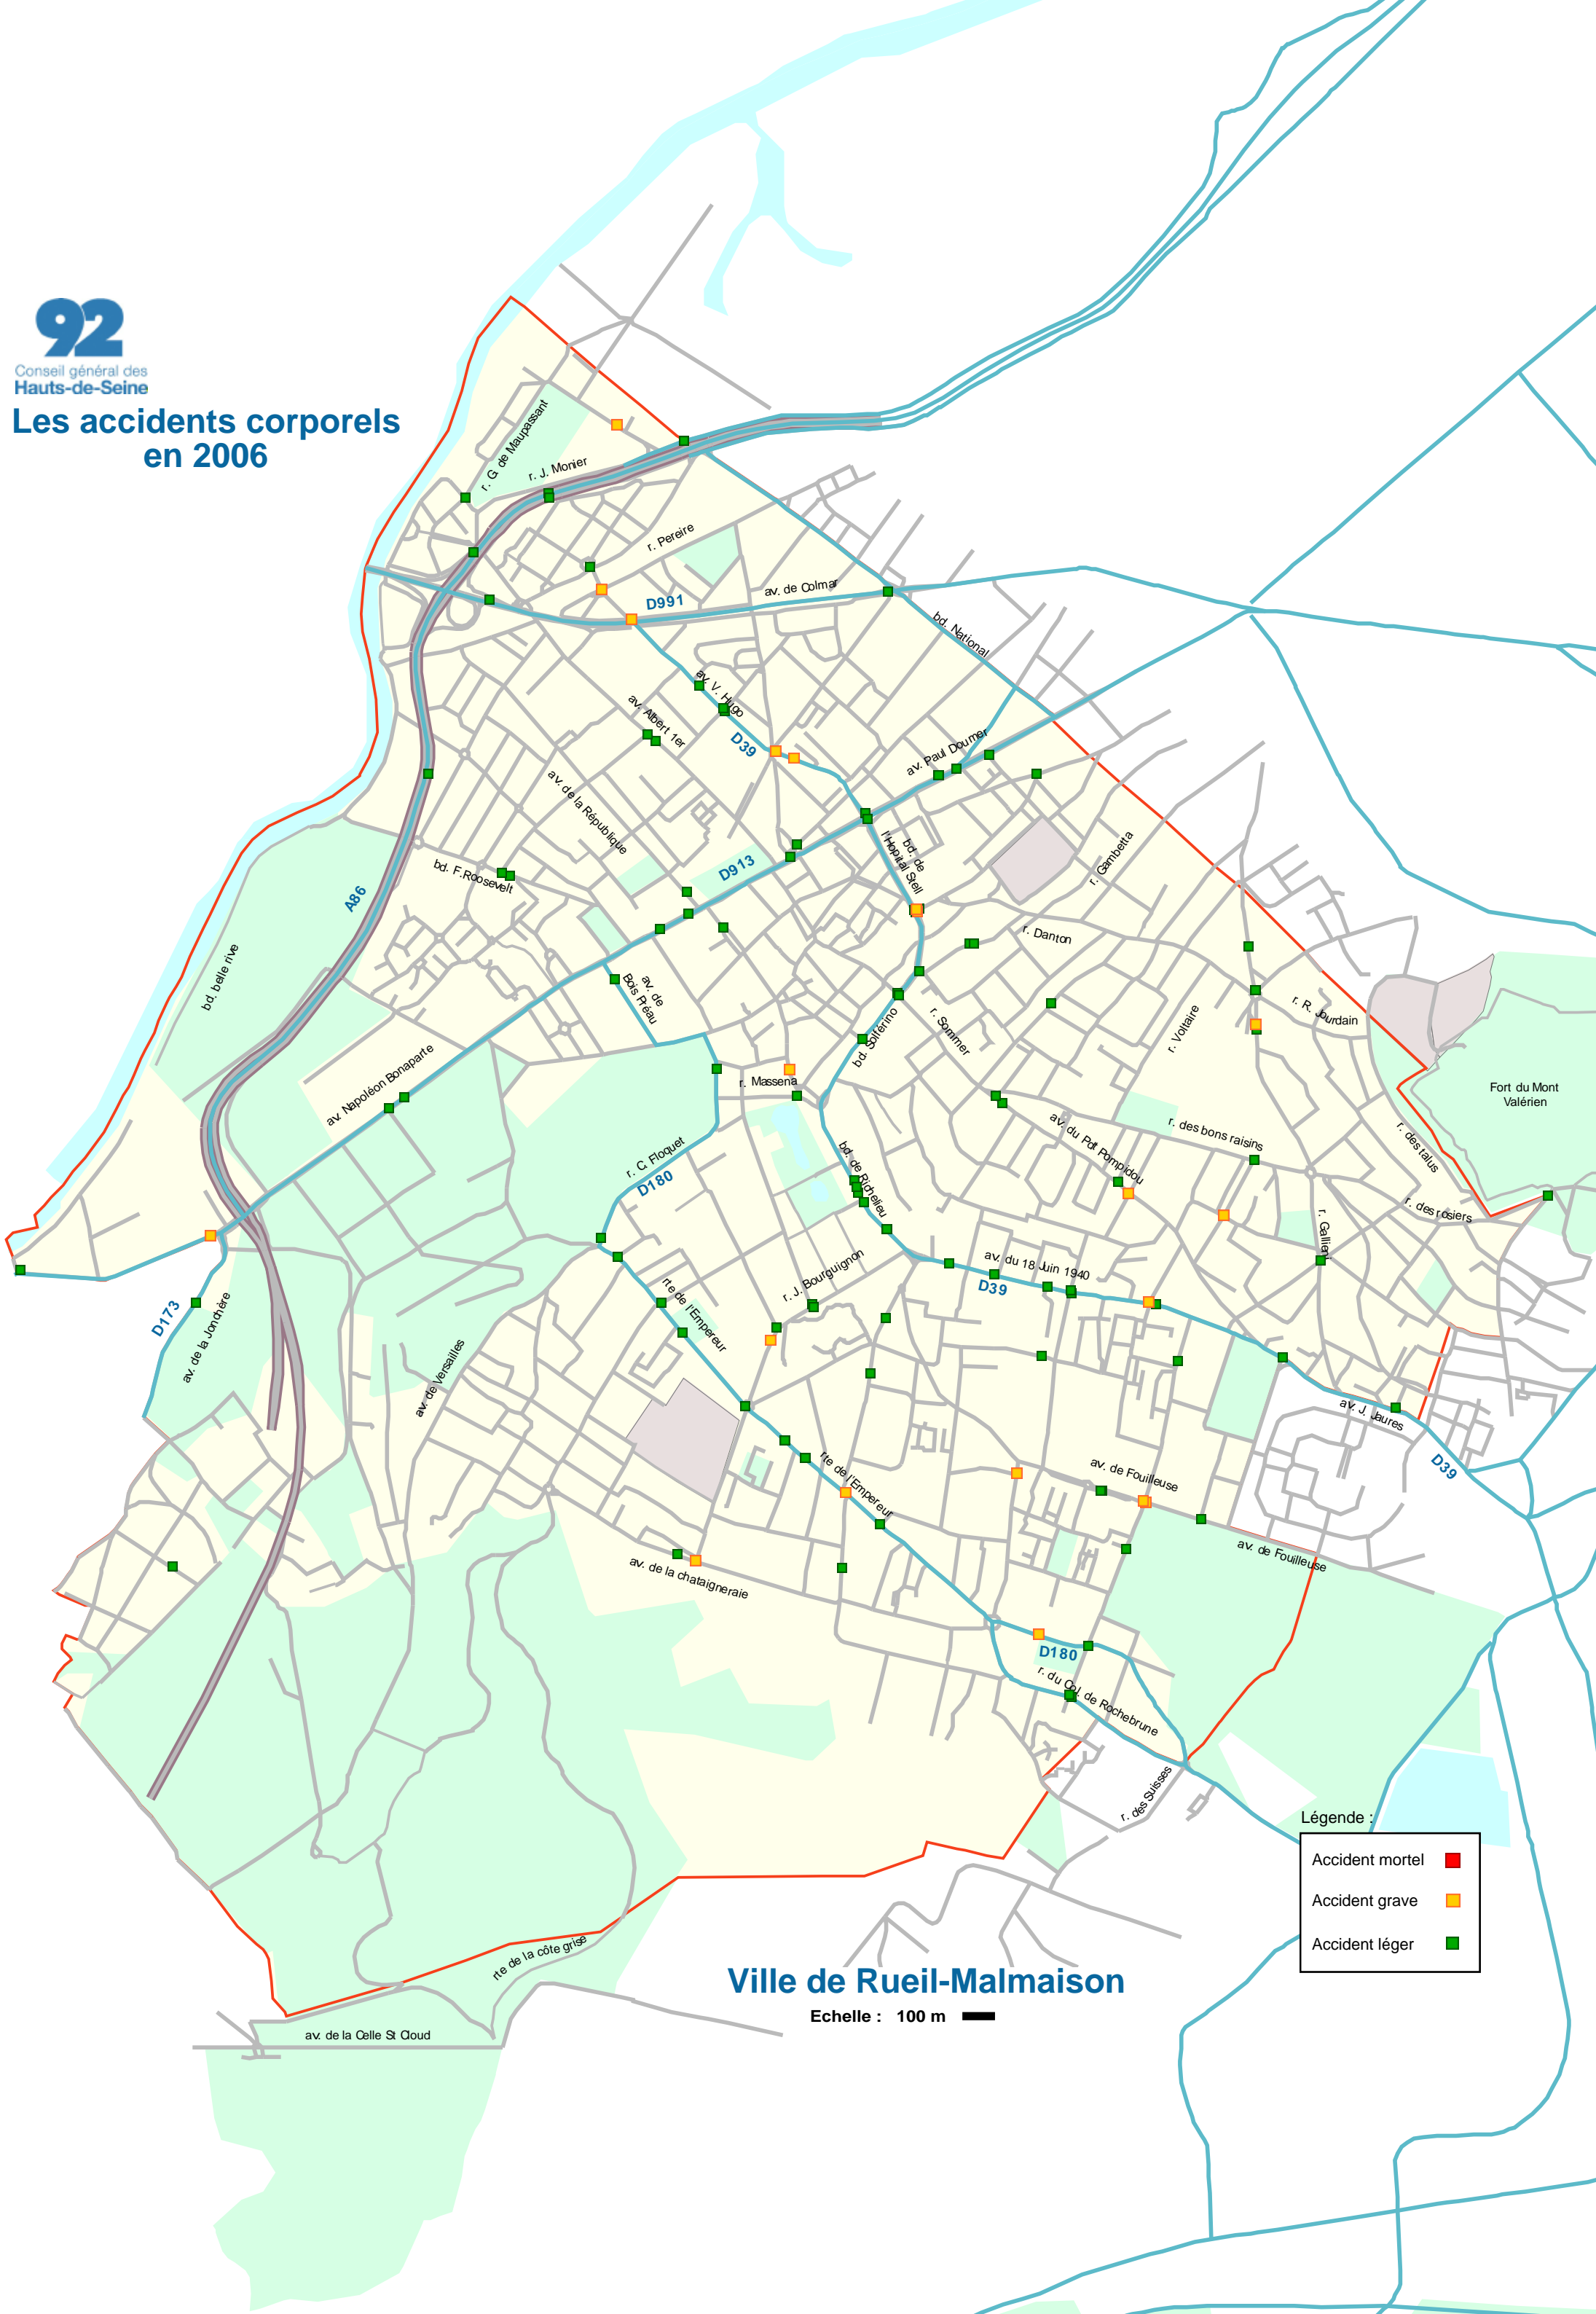 92
Conseil général des
Hauts-de-Seine
Les accidents corporels
en 2006
r. G. de Maupassant
r. J. Monier
r. Pereire
D991
av. de Colmar
bd. National
av. V. Hugo
av. Albert 1er
D39
av. Paul Doumer
av. de la République
bd. de
l'Hopital Stell
r. Gambetta
D913
bd. F.Roosevelt
A86
r. Danton
bd. belle rive
av. de
Bois Préau
r. R. Jourdain
r. Voltaire
r. Sommer
bd. Solférino
av. Napoléon Bonaparte
r. Massena
Fort du Mont
Valérien
r. des bons raisins
av. du Pdt Pompidou
r. des talus
r. C. Floquet
D180
bd. de Richelieu
r. des rosiers
r. Gallieni
av. du 18 Juin 1940
D39
r. J. Bourguignon
rte de l'Empereur
D173
av. de la Jonchère
av. de Versailles
av. J. Jaures
D39
av. de Fouilleuse
rte de l'Empereur
av. de Fouilleuse
av. de la chataigneraie
D180
r. du Col. de Rochebrune
r. des Suisses
Légende :
Accident mortel
Accident grave
Accident léger
rte de la côte grise
Ville de Rueil-Malmaison
Echelle : 100 m
av. de la Celle St Cloud